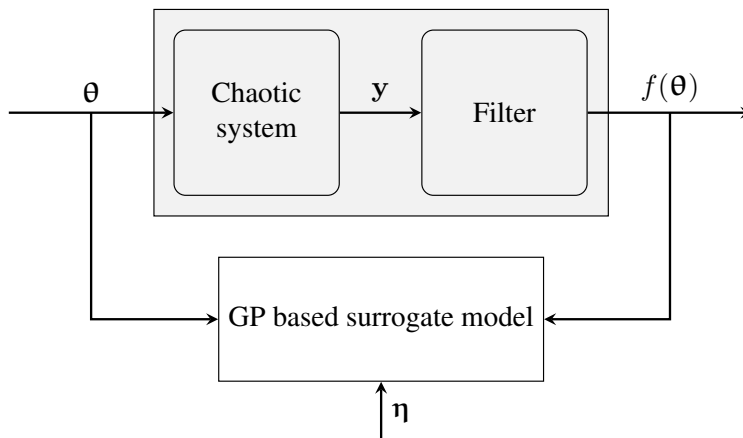 θ
Chaotic
system
y
Filter
f(θ)
GP based surrogate model
η